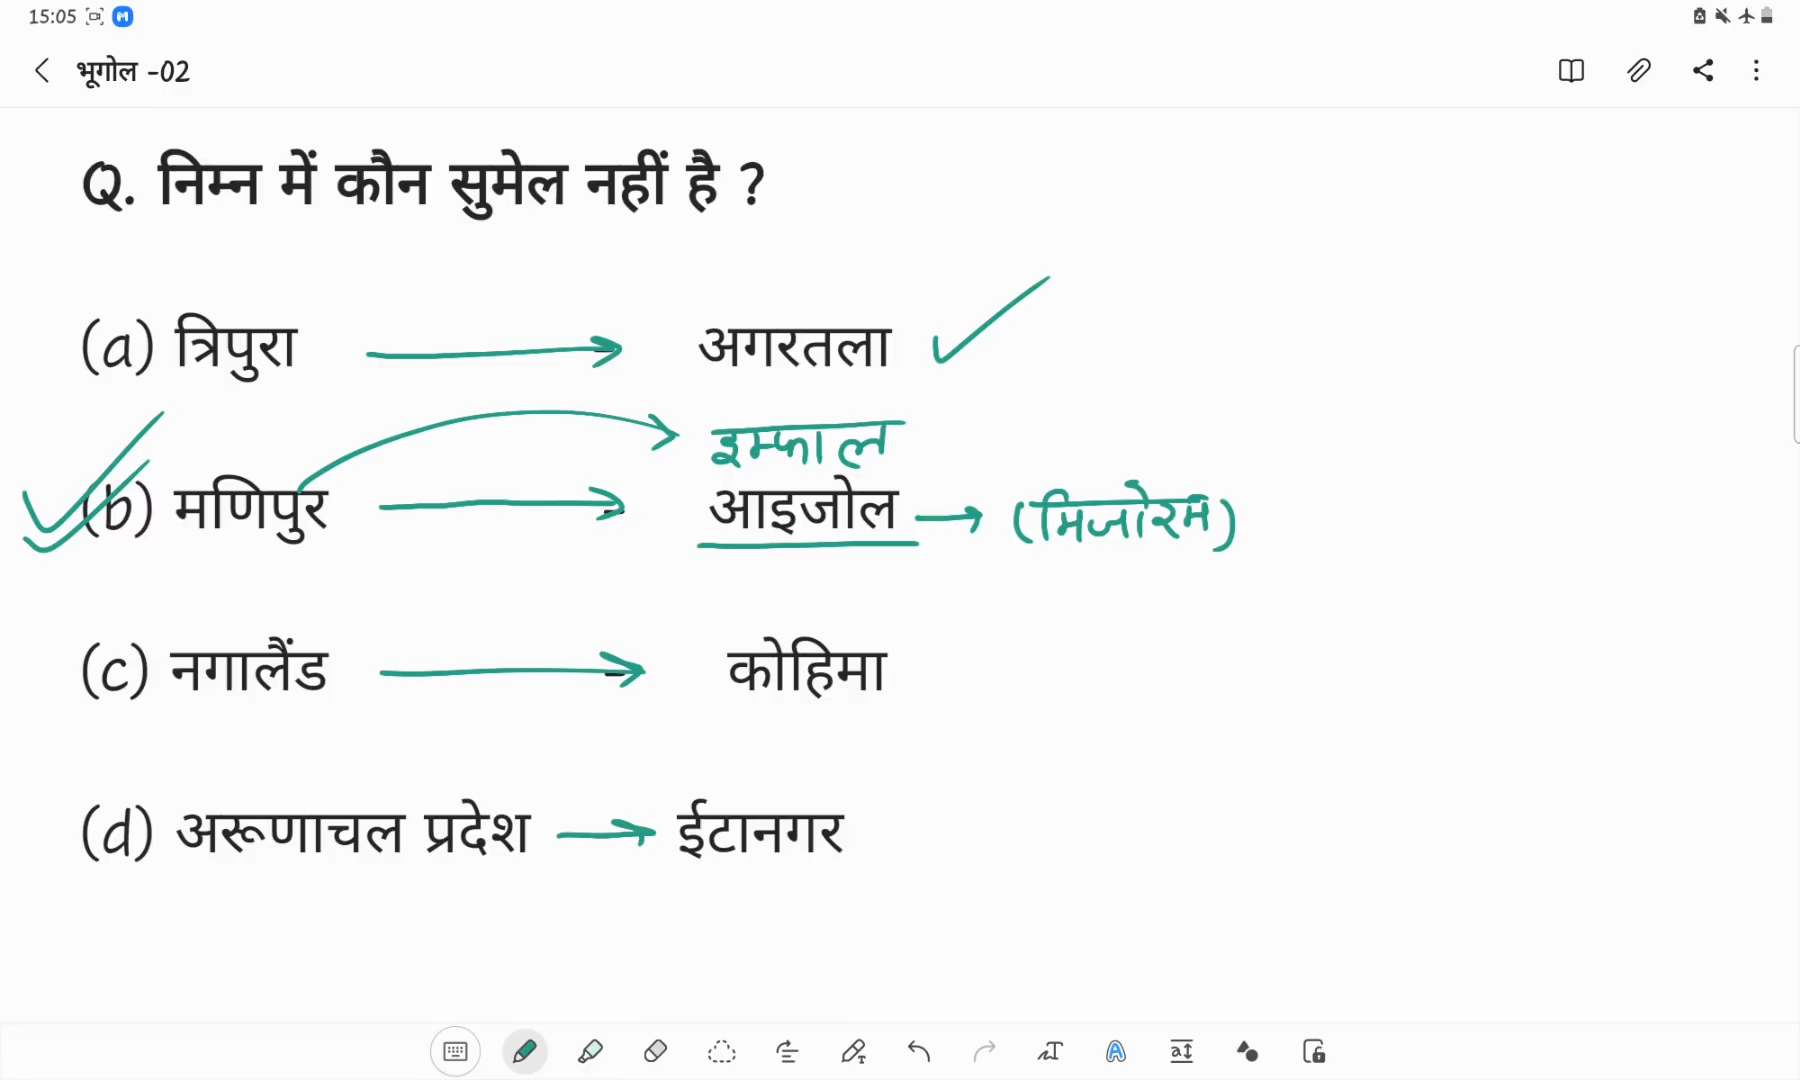 15:05
भूगोल -02
Q. निम्न में कौन सुमेल नहीं है ?
(a) त्रिपुरा - अगरतला
इम्फाल
(b) मणिपुर - आइजोल (मिजोरम)
(c) नगालैंड - कोहिमा
(d) अरूणाचल प्रदेश ईटानगर